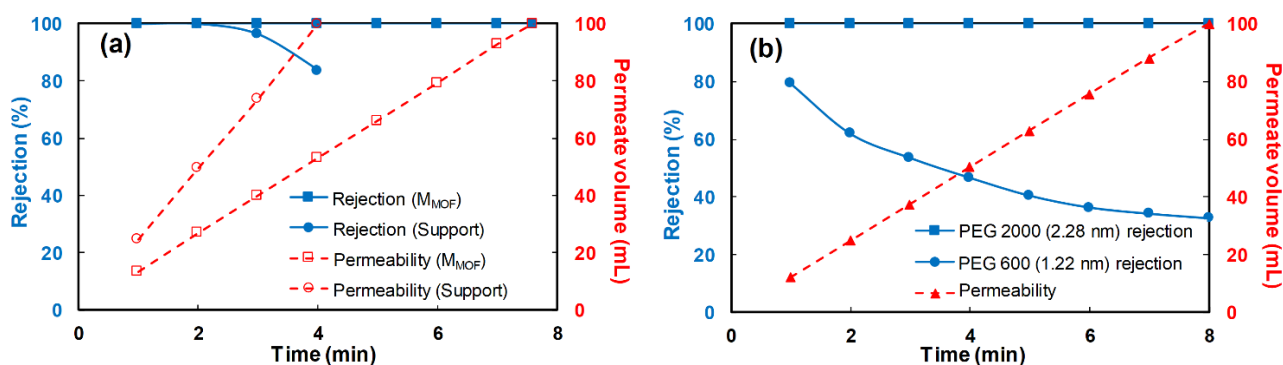 (a)
100
80
60
40
20
0
Rejection (%)
0
2
4
6
8
Time (min)
100
80
60
40
20
0
Permeate volume (mL)
Rejection (MMOF)
Rejection (Support)
Permeability (MMOF)
Permeability (Support)
(b)
100
80
60
40
20
0
Rejection (%)
0
2
4
6
8
Time (min)
100
80
60
40
20
0
Permeate volume (mL)
PEG 2000 (2.28 nm) rejection
PEG 600 (1.22 nm) rejection
Permeability